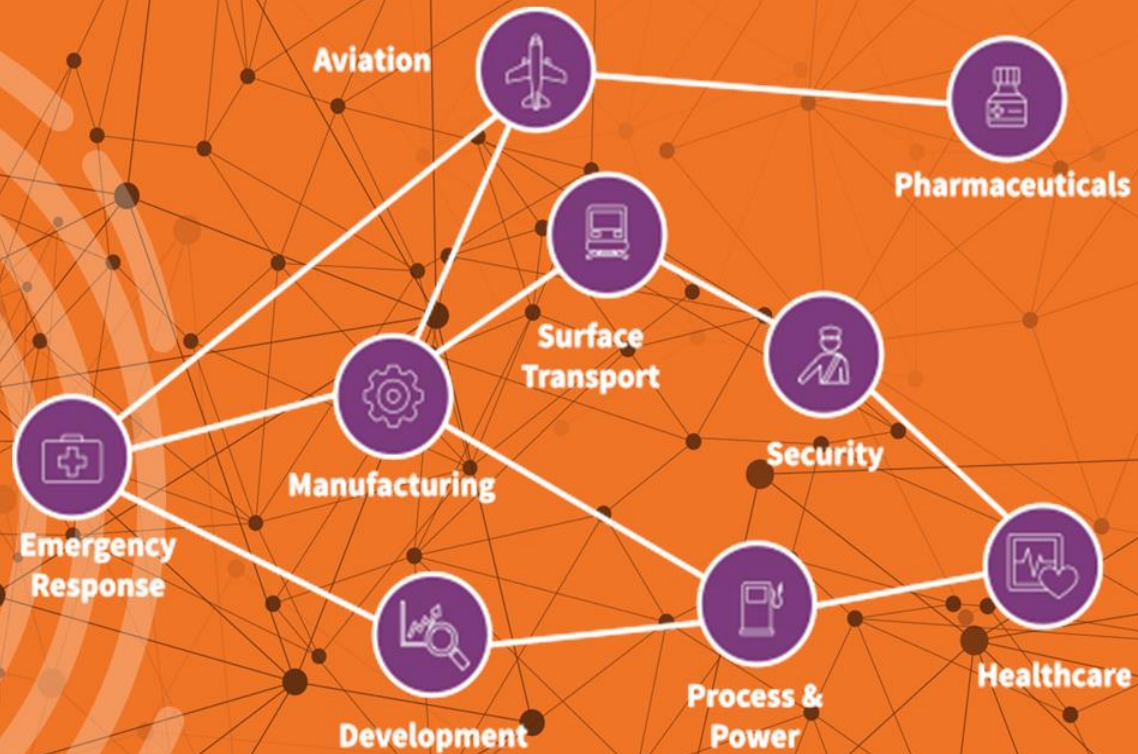 Aviation
Pharmaceuticals
Surface
Transport
Security
Manufacturing
Emergency
Response
Healthcare
Process &
Power
Development